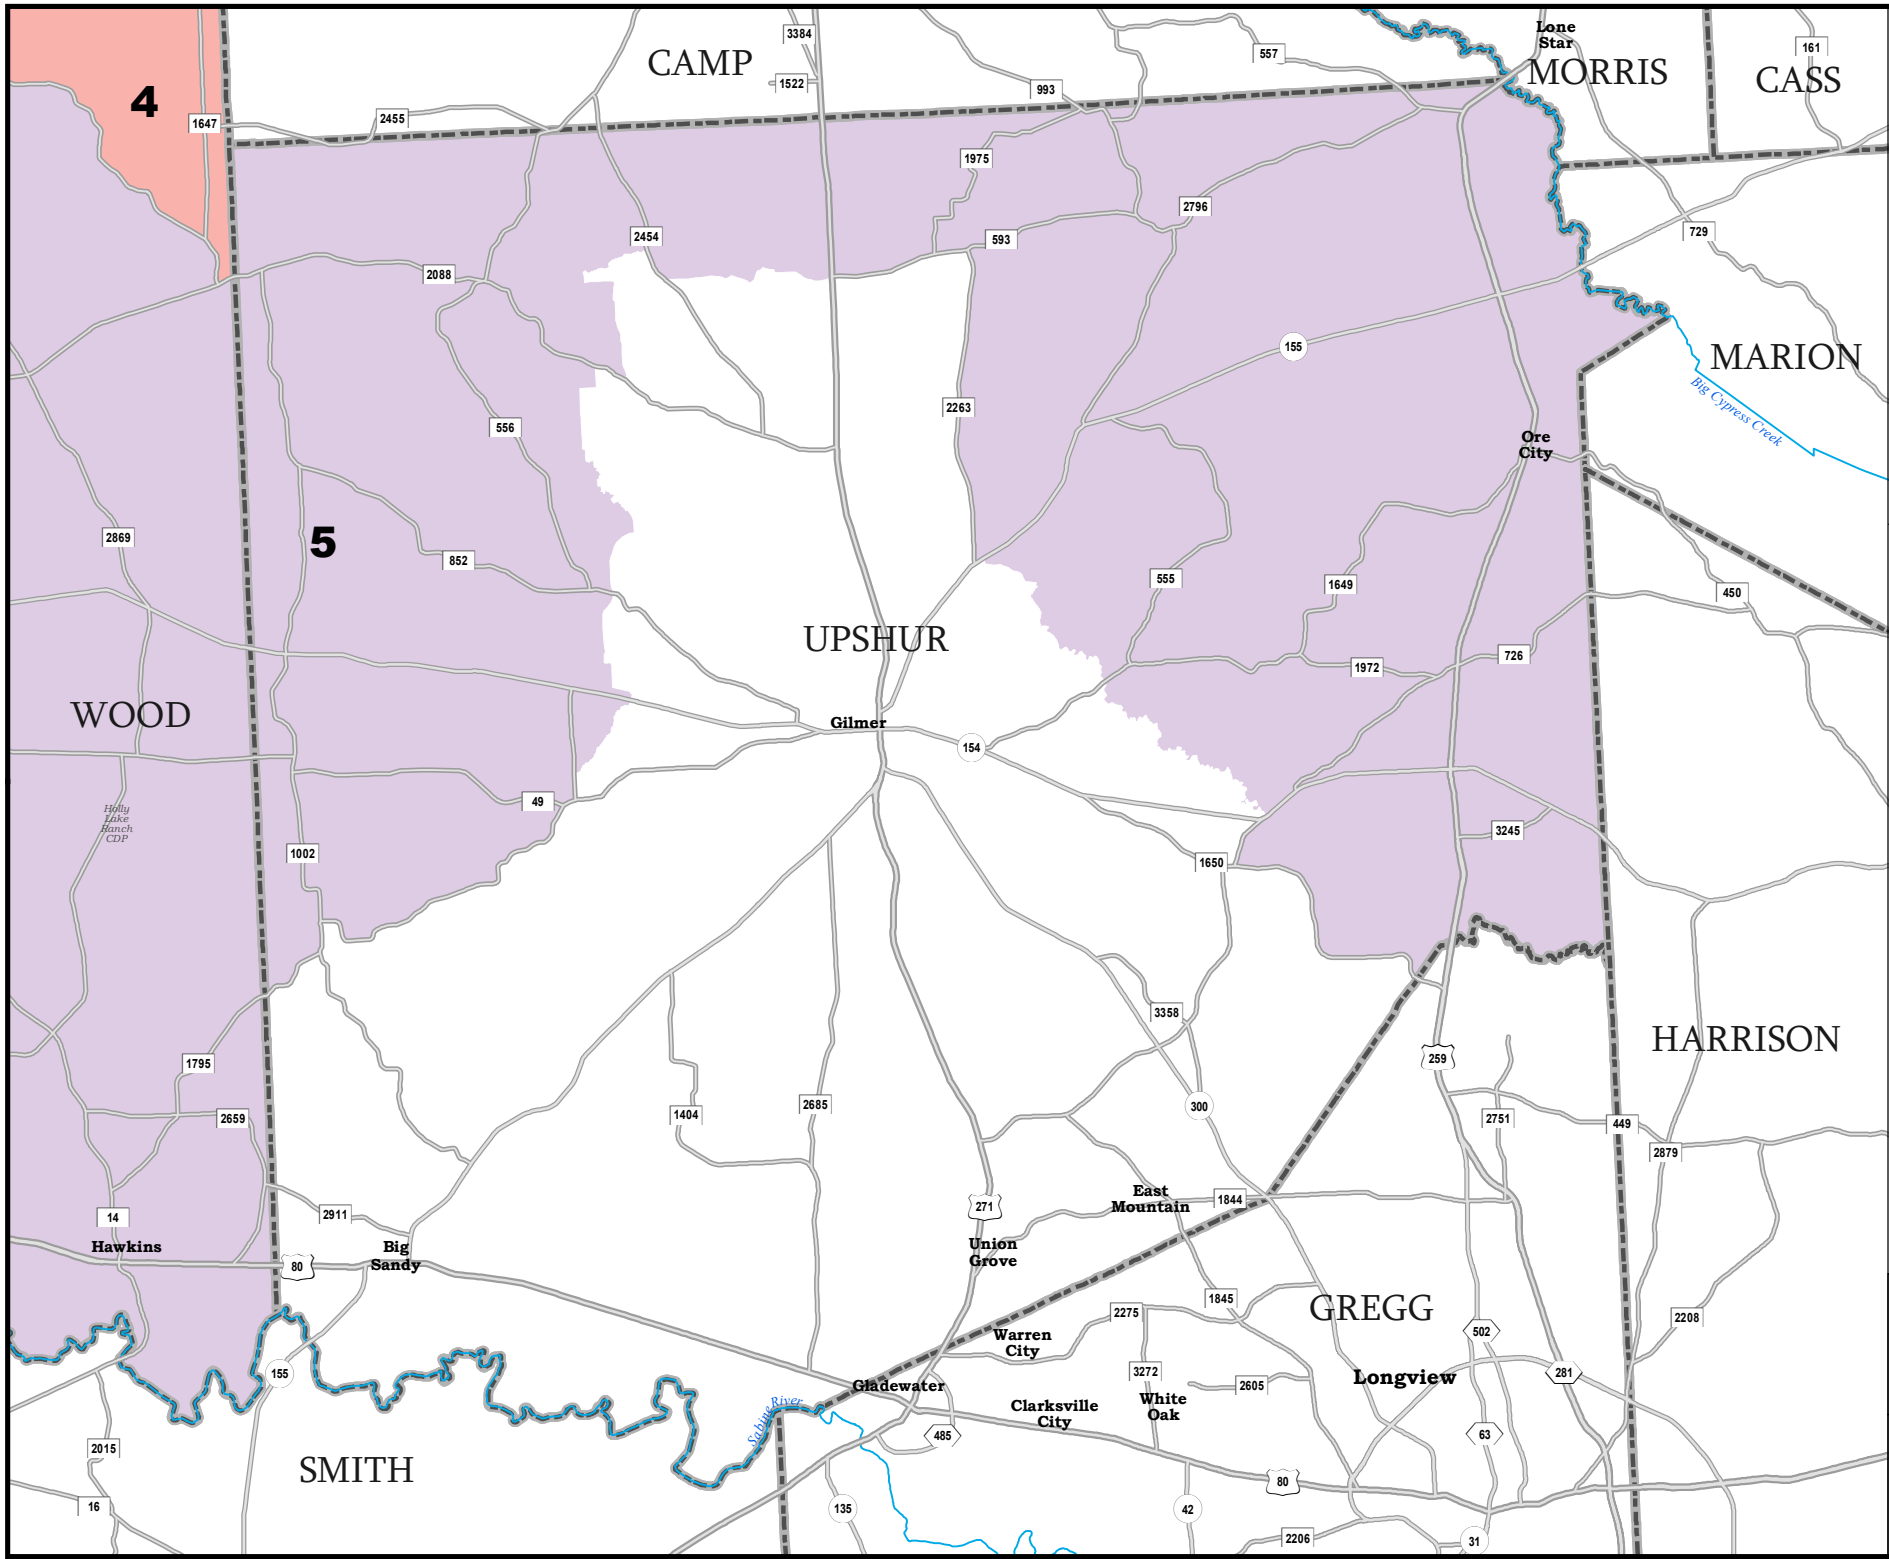 3384
Lone
Star
CAMP
557
161
MORRIS
CASS
1522
993
4
1647
2455
1975
2796
2454
593
729
2088
155
MARION
Big Cypress Creek
2263
556
Ore
City
2869
5
852
555
1649
450
UPSHUR
726
1972
WOOD
Gilmer
154
49
Holly
Lake
Ranch
CDP
3245
1002
1650
3358
HARRISON
259
1795
2659
1404
2685
300
2751
449
2879
14
2911
271
East
Mountain
1844
Hawkins
Big
Sandy
80
Union
Grove
1845
2275
GREGG
2208
502
Warren
City
155
3272
2605
Longview
281
Gladewater
White
Oak
Clarksville
City
Sabine River
485
63
2015
SMITH
80
16
135
42
2206
31